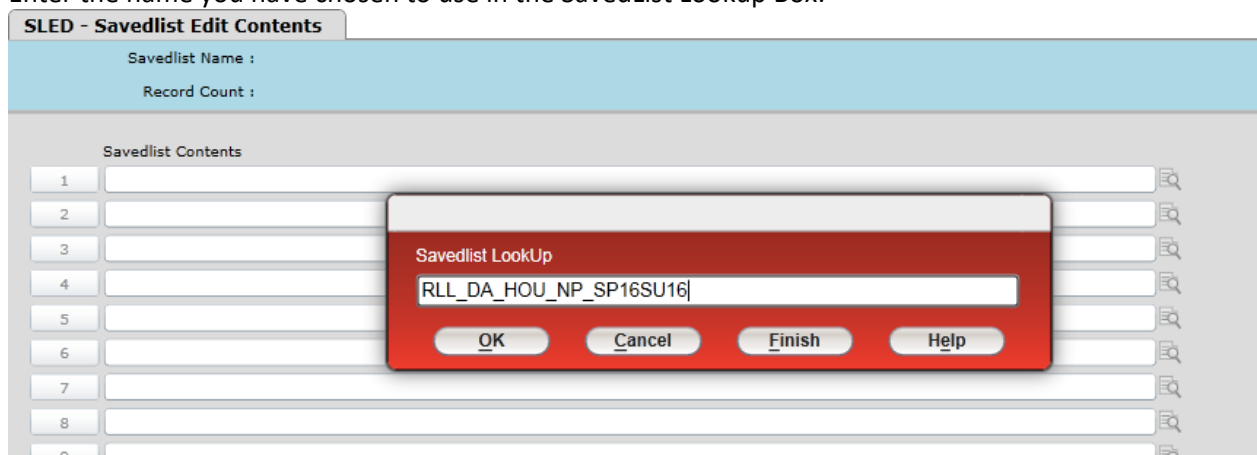 Enter the name you have chosen to use in the SavedList Lookup Box.
SLED - Savedlist Edit Contents
Savedlist Name :
Record Count :
Savedlist Contents
1
2
3
Savedlist LookUp
4
RLL_DA_HOU_NP_SP16SU16
5
OK Cancel Finish Help
6
7
8